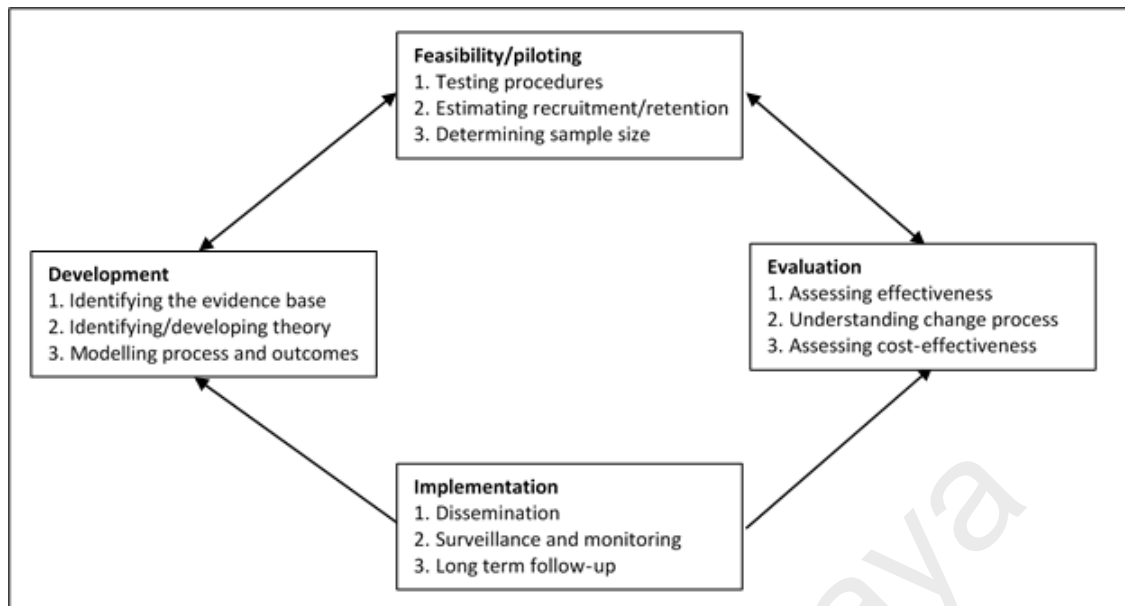 Feasibility/piloting
1. Testing procedures
2. Estimating recruitment/retention
3. Determining sample size
Development
1. Identifying the evidence base
2. Identifying/developing theory
3. Modelling process and outcomes
Evaluation
1. Assessing effectiveness
2. Understanding change process
3. Assessing cost-effectiveness
Implementation
1. Dissemination
2. Surveillance and monitoring
3. Long term follow-up
aya